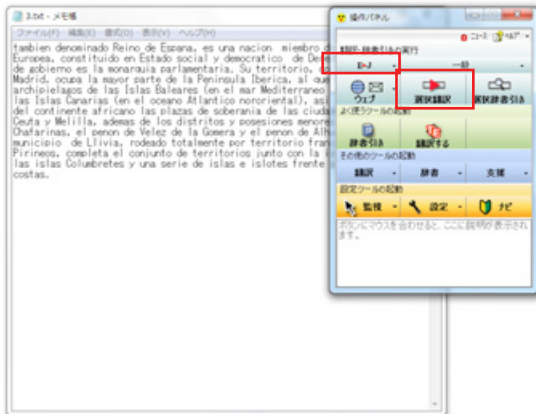 3.txt - メモ帳
ファイル(F) 編集(E) 書式(O) 表示(V) ヘルプ(H)
tambien denominado Reino de Espana, es una nacion miembro d
Europea, constituido en Estado social y democratico de Dere
de gobierno es la monarquia parlamentaria. Su territorio, c
Madrid, ocupa la mayor parte de la Peninsula Iberica, al que
archipielagos de las Islas Baleares (en el mar Mediterraneo
las Islas Canarias (en el oceano Atlantico nororiental), asi
del continente africano las plazas de soberania de las ciuda
Ceuta y Melilla, ademas de los distritos y posesiones menore
Chafarinas, el penon de Velez de la Gomera y el penon de Alh
municipio de Llivia, rodeado totalmente por territorio fran
Pirineos, completa el conjunto de territorios junto con la i
las islas Columbretes y una serie de islas e islotes frente a
costas.
操作パネル
ニュース ヘルプ
翻訳・辞書引きの実行
E>J 一般
ウェブ 選択翻訳 選択辞書引き
よく使うツールの起動
辞書引き 翻訳する
その他のツールの起動
翻訳 辞書 支援
設定ツールの起動
監視 設定 ナビ
ボタンにマウスを合わせると、ここに説明が表示され
ます。